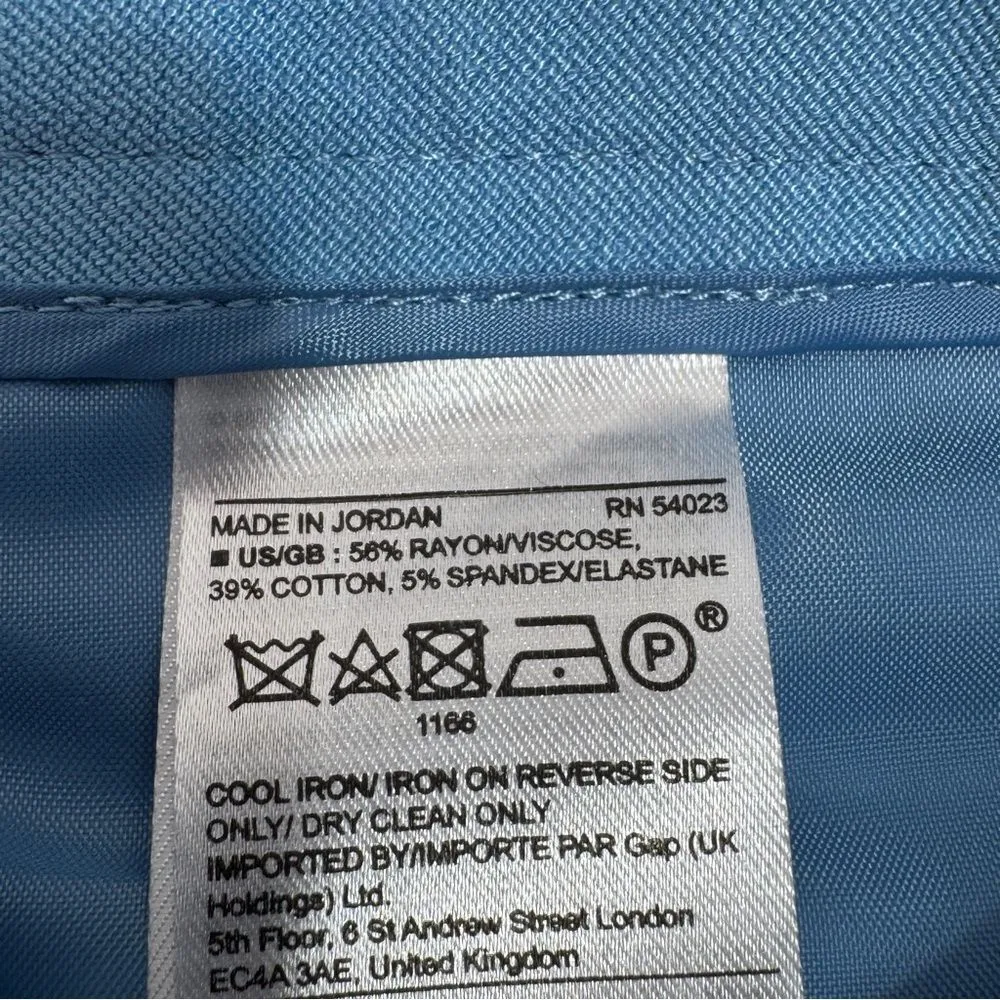 MADE IN JORDAN RN 54023
■ US/GB : 56% RAYON/VISCOSE,
39% COTTON, 5% SPANDEX/ELASTANE
P ®
1166
COOL IRON/ IRON ON REVERSE SIDE
ONLY/ DRY CLEAN ONLY
IMPORTED BY/IMPORTE PAR Gap (UK
Holdings) Ltd.
5th Floor, 6 St Andrew Street London
EC4A 3AE, United Kingdom